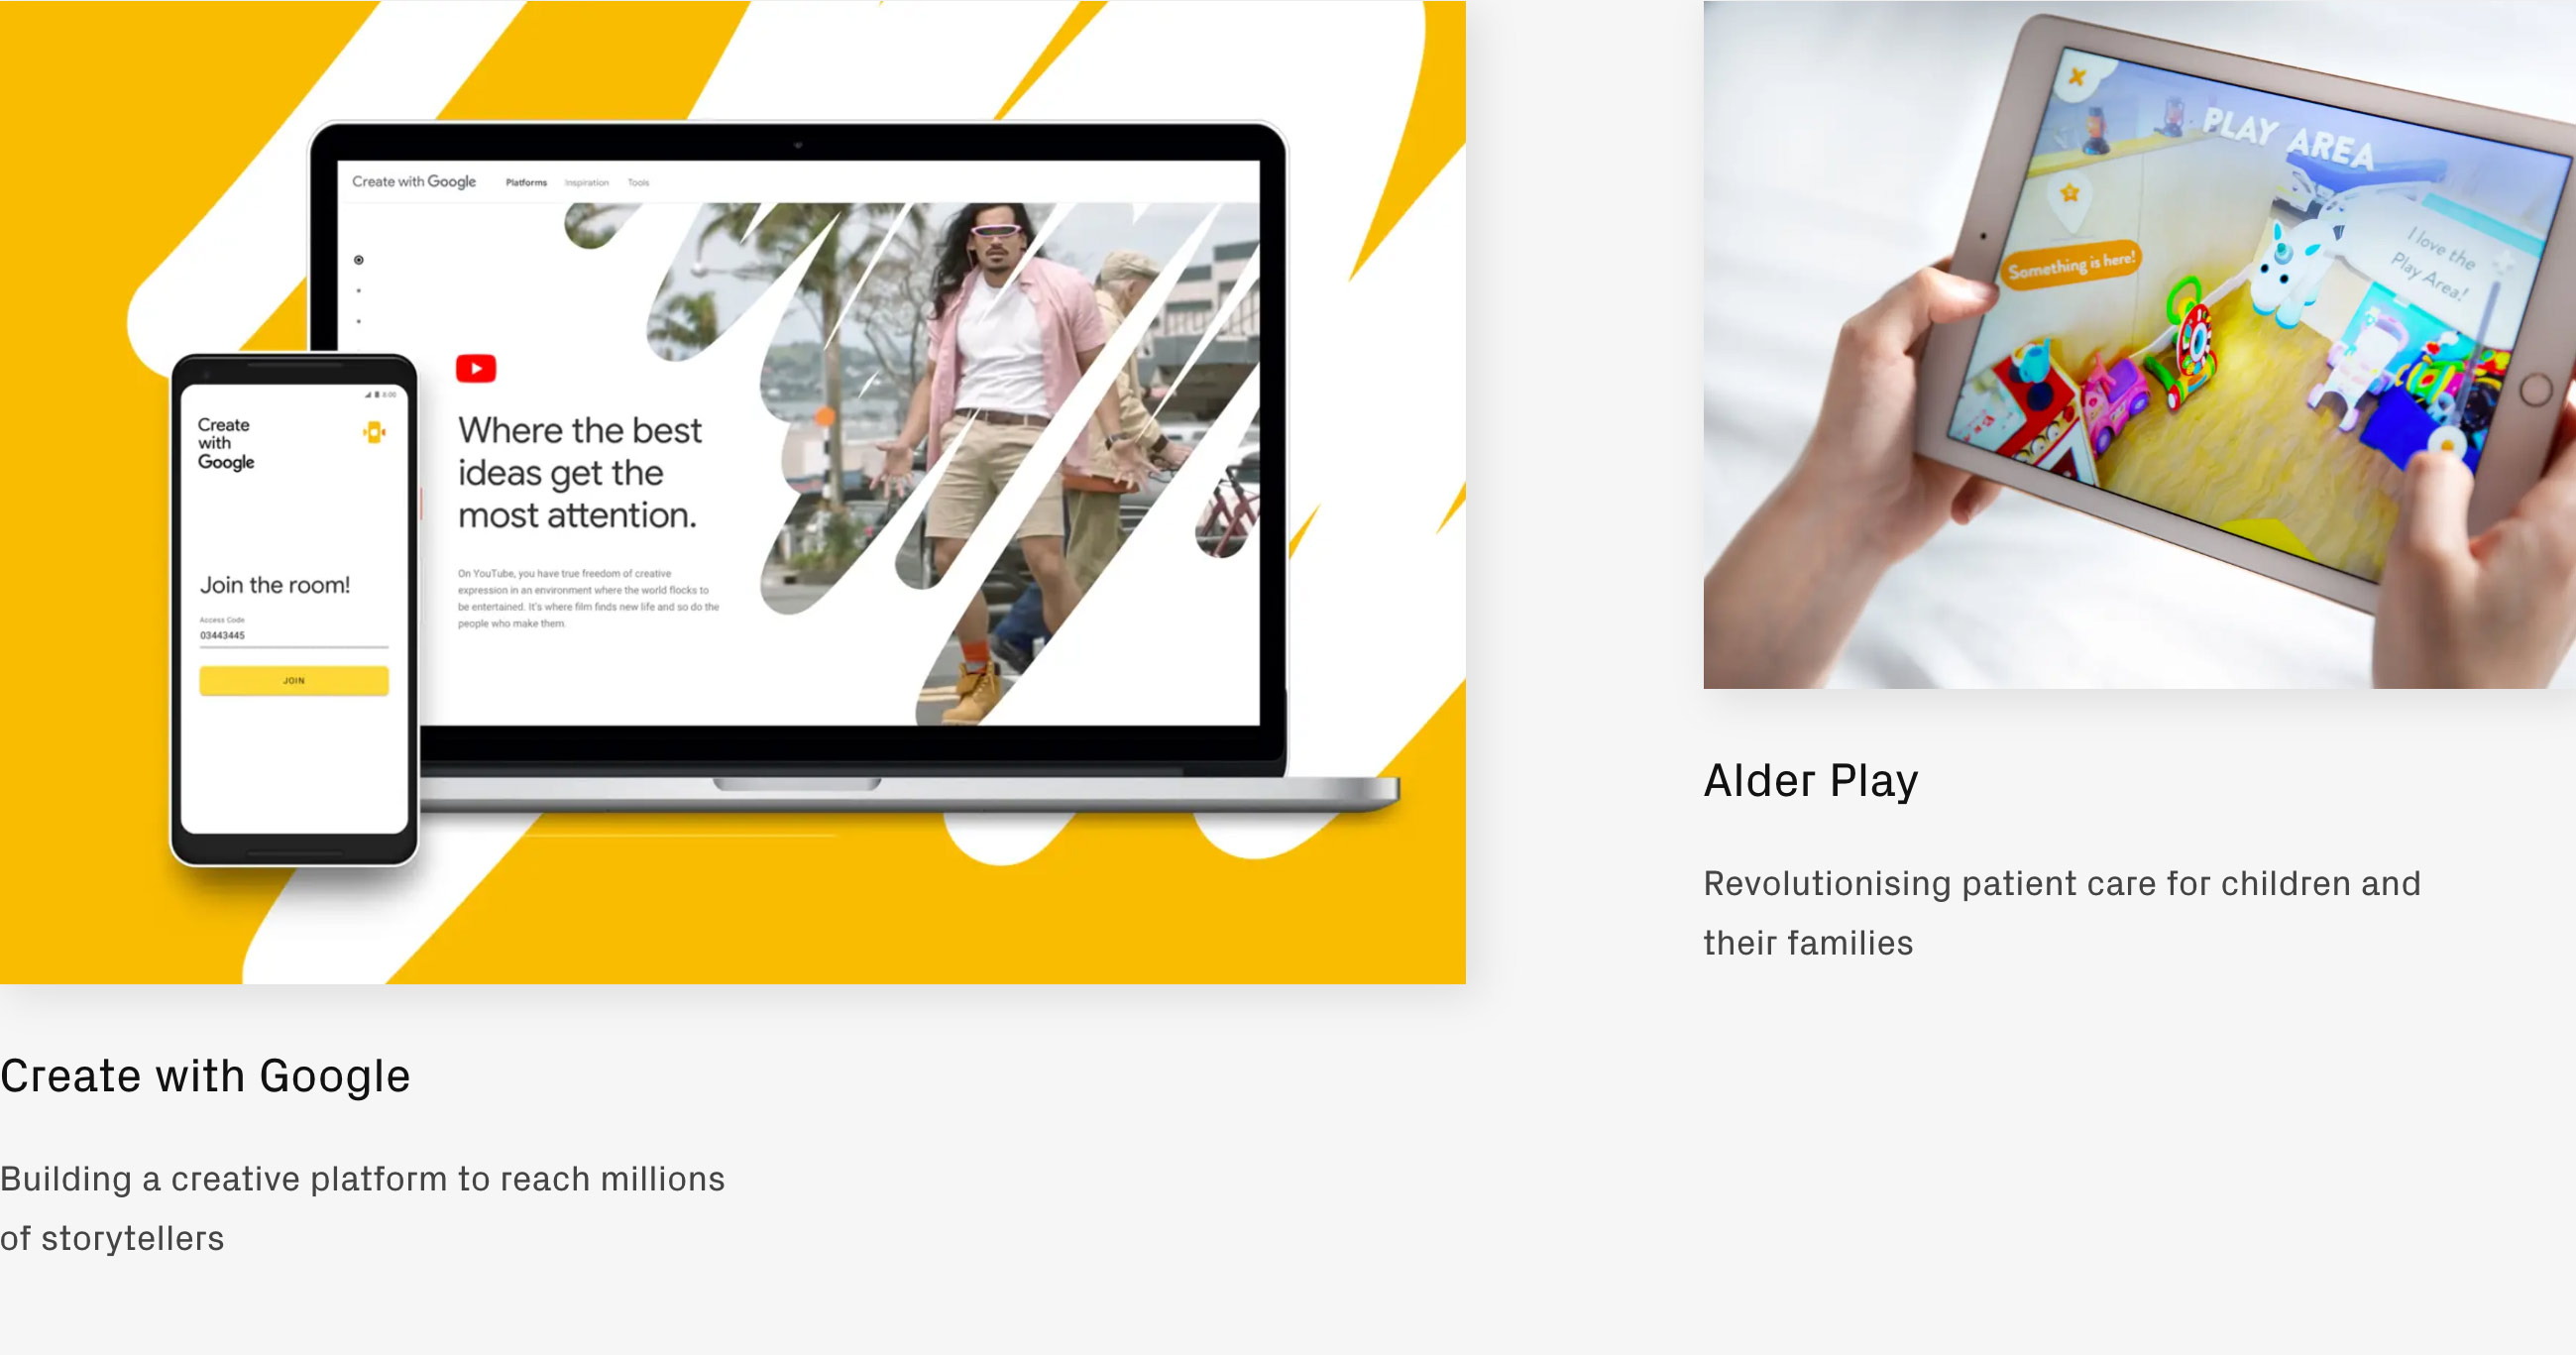 Create with Google Platforms Inspiration Tools
Where the best
ideas get the
most attention.
On YouTube, you have true freedom of creative
expression in an environment where the world flocks to
be entertained. It's where film finds new life and so do the
people who make them.
8:00
Create
with
Google
Join the room!
Access Code
03443445
JOIN
Create with Google
Building a creative platform to reach millions
of storytellers
PLAY AREA
Something is here!
I love the
Play Area!
Alder Play
Revolutionising patient care for children and
their families